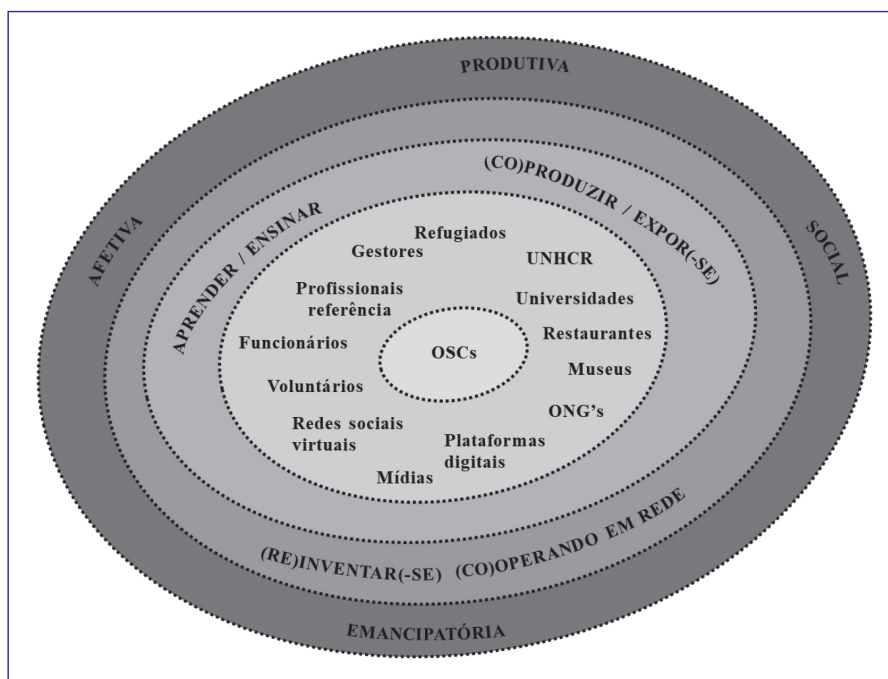 PRODUTIVA
AFETIVA
SOCIAL
APRENDER / ENSINAR
(CO)PRODUZIR / EXPOR(-SE)
Refugiados
Gestores
UNHCR
Profissionais
referência
Universidades
Funcionários
OSCs
Restaurantes
Museus
Voluntários
ONG’s
Redes sociais
virtuais
Plataformas
digitais
Mídias
(RE)INVENTAR(-SE)
(CO)OPERANDO EM REDE
EMANCIPATÓRIA